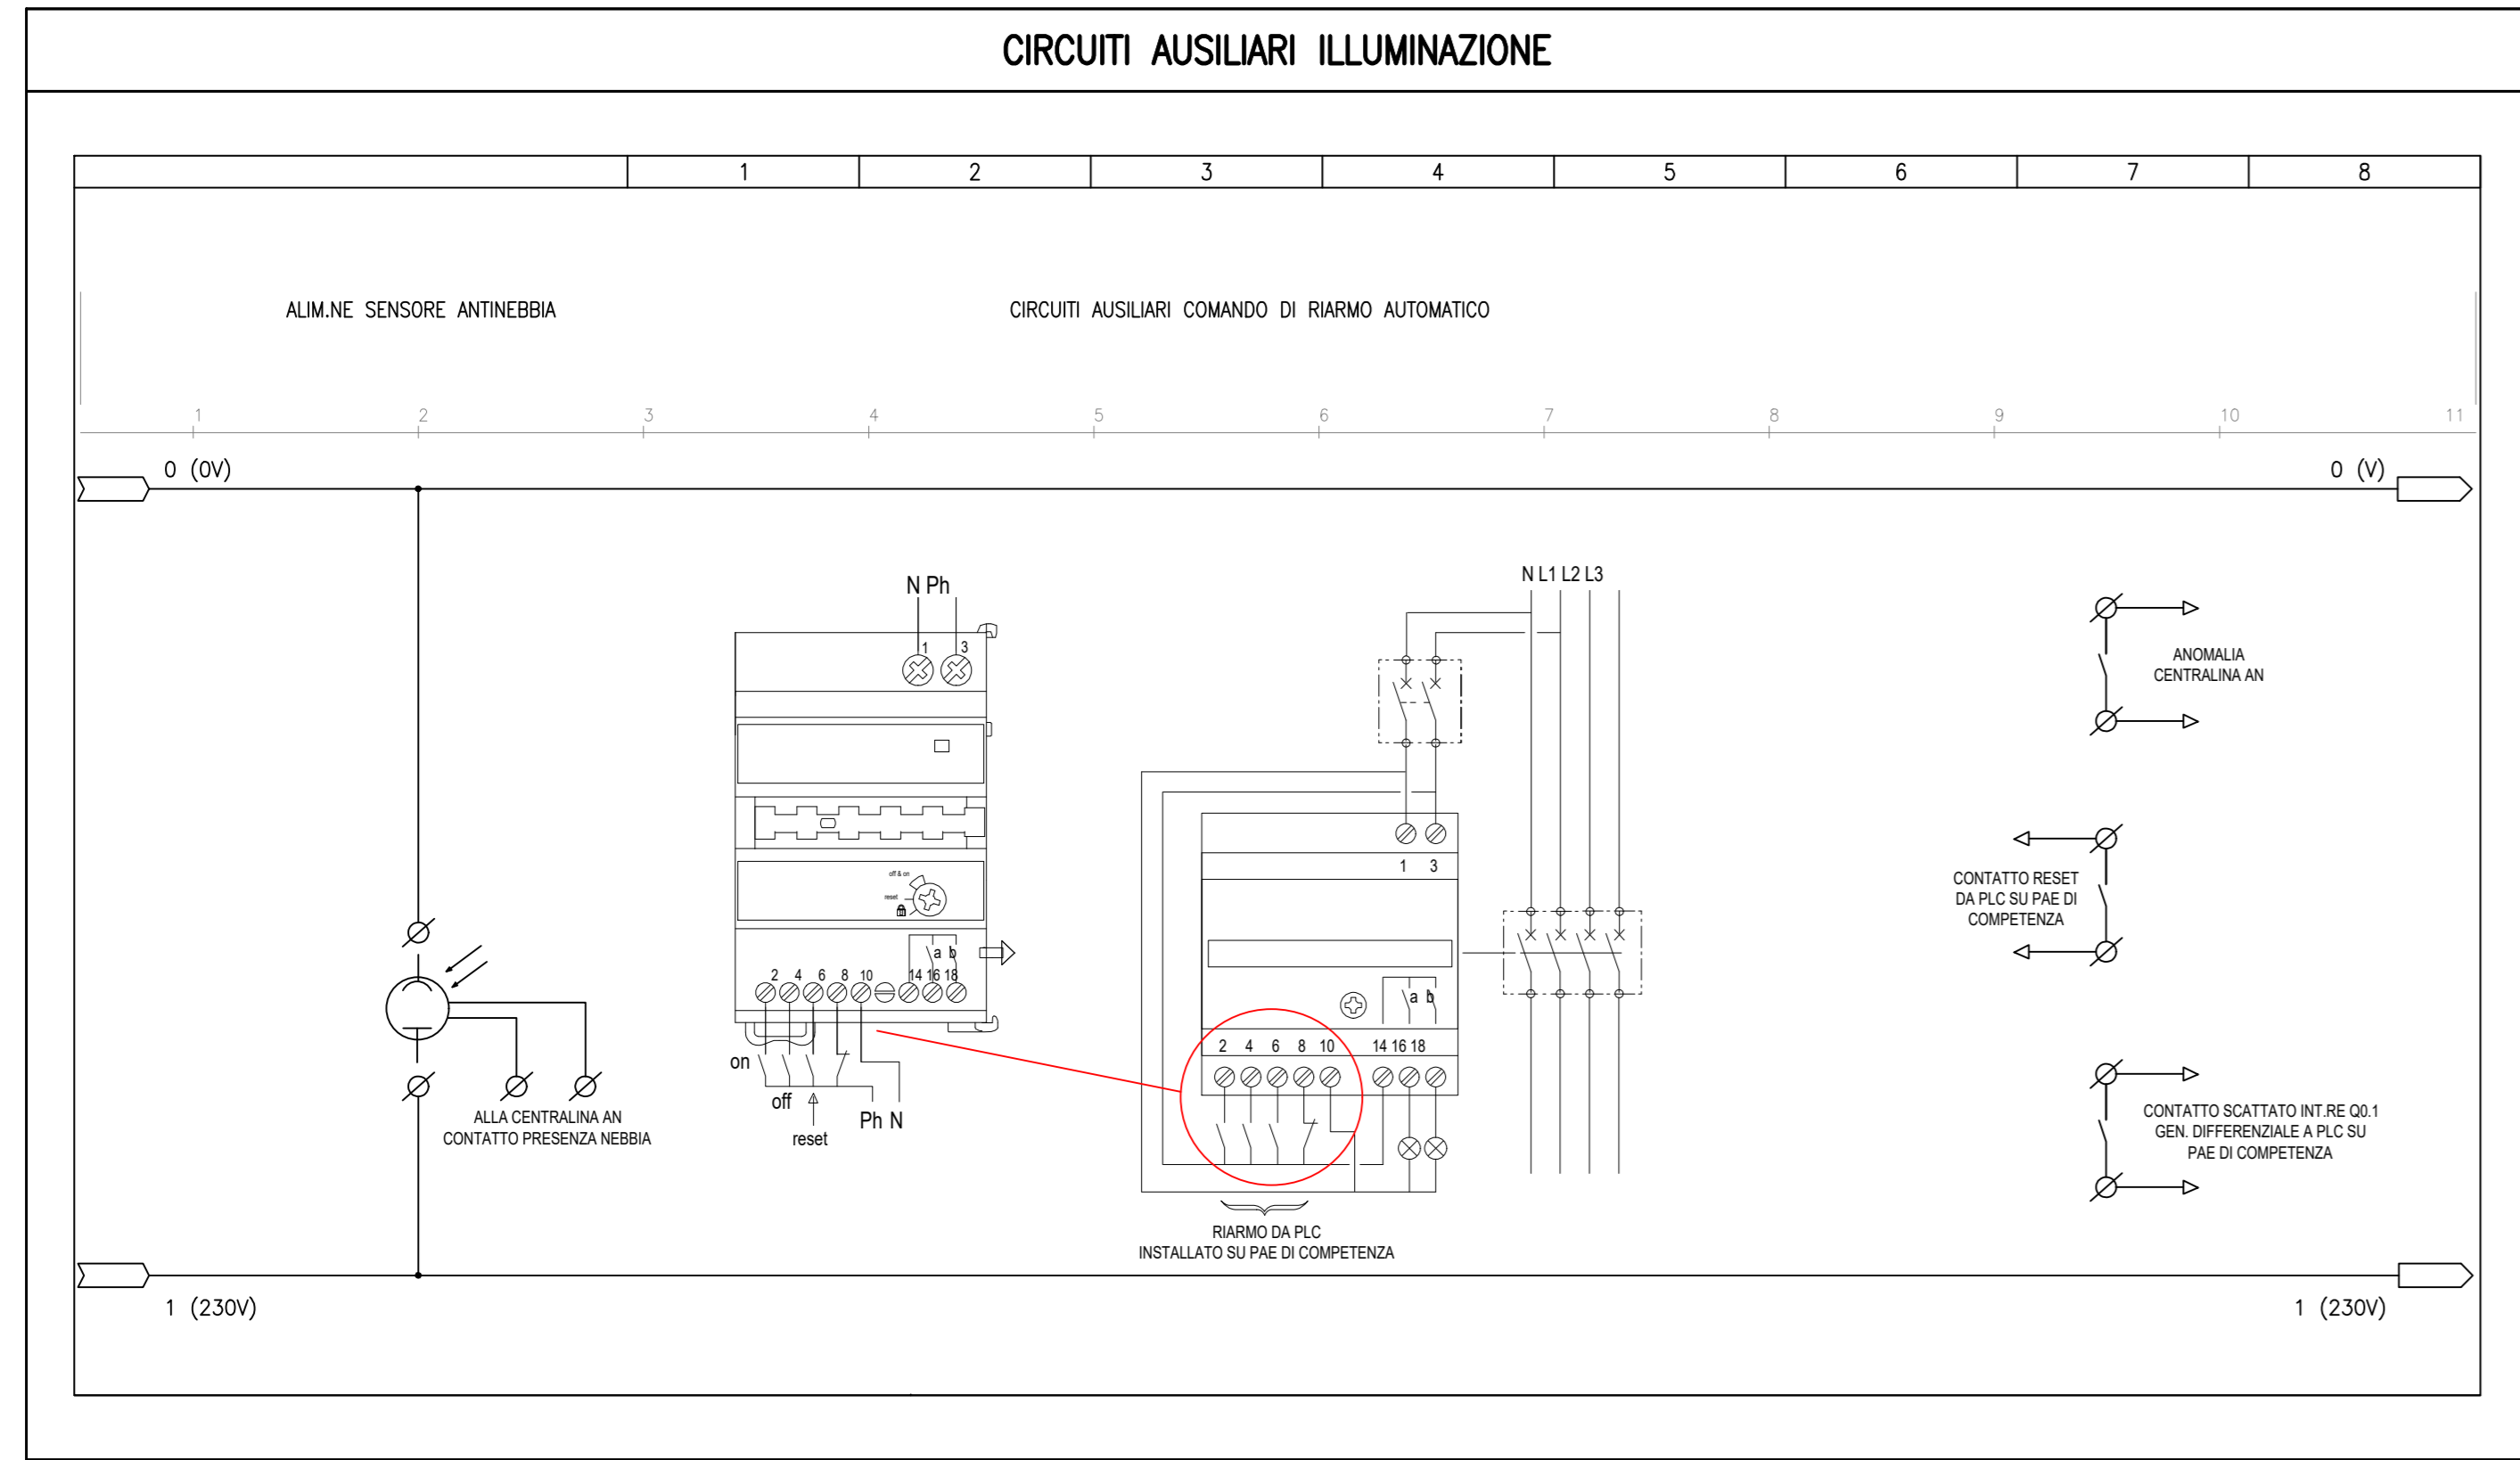 CIRCUITI AUSILIARI ILLUMINAZIONE
1 2 3 4 5 6 7 8
ALIM.NE SENSORE ANTINEBBIA
CIRCUITI AUSILIARI COMANDO DI RIARMO AUTOMATICO
1 2 3 4 5 6 7 8 9 10 11
0 (0V)
0 (V)
N Ph
1 3
off & on
reset
a b
2 4 6 8 10 14 16 18
on
off
reset
Ph N
N L1 L2 L3
1 3
a b
2 4 6 8 10 14 16 18
RIARMO DA PLC
INSTALLATO SU PAE DI COMPETENZA
ALLA CENTRALINA AN
CONTATTO PRESENZA NEBBIA
ANOMALIA
CENTRALINA AN
CONTATTO RESET
DA PLC SU PAE DI
COMPETENZA
CONTATTO SCATTATO INT.RE Q0.1
GEN. DIFFERENZIALE A PLC SU
PAE DI COMPETENZA
1 (230V)
1 (230V)